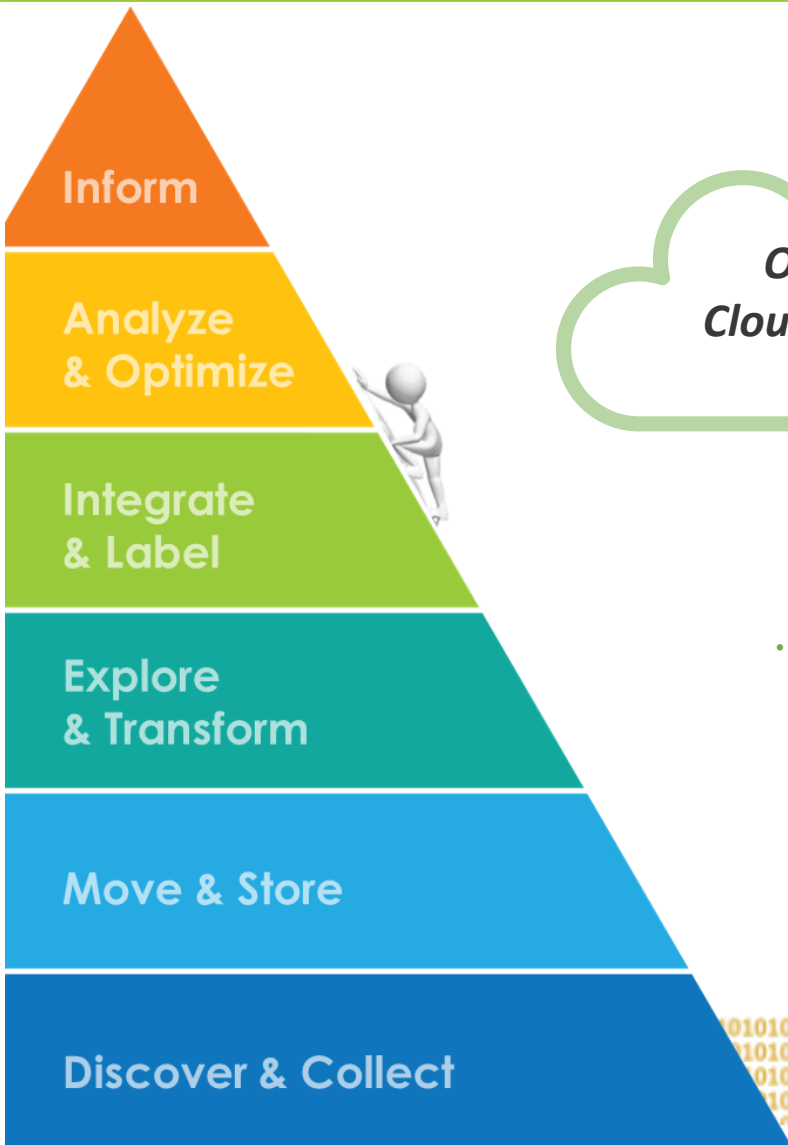 Inform
Analyze
& Optimize
Integrate
& Label
Explore
& Transform
Move & Store
Discover & Collect